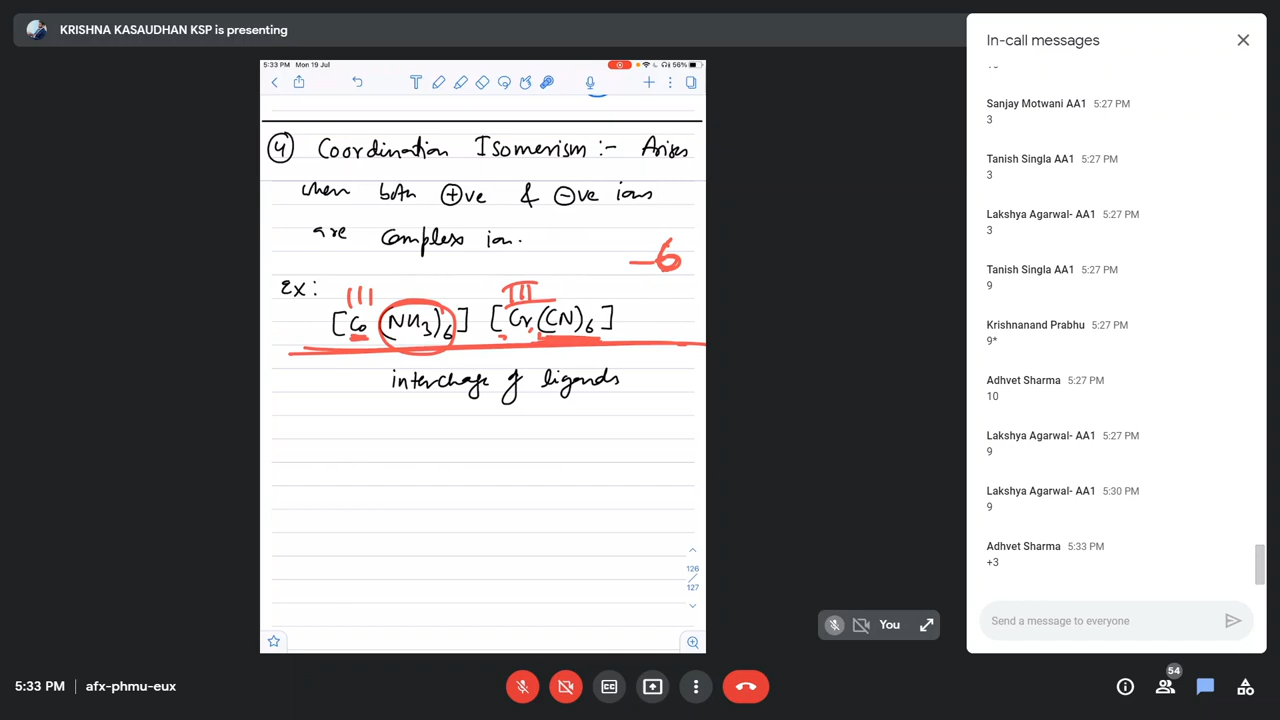 KRISHNA KASAUDHAN KSP is presenting
5:33 PM Mon 19 Jul
56%
T
④ Coordination Isomerism :- Arises
when both ⊕ve & ⊖ve ions
are compless ion.
-6
Ex:
III III
[Co (NH3)6] [Cr(CN)6]
interchage of ligands
126
127
You
In-call messages
Sanjay Motwani AA1 5:27 PM
3
Tanish Singla AA1 5:27 PM
3
Lakshya Agarwal- AA1 5:27 PM
3
Tanish Singla AA1 5:27 PM
9
Krishnanand Prabhu 5:27 PM
9*
Adhvet Sharma 5:27 PM
10
Lakshya Agarwal- AA1 5:27 PM
9
Lakshya Agarwal- AA1 5:30 PM
9
Adhvet Sharma 5:33 PM
+3
Send a message to everyone
5:33 PM | afx-phmu-eux
CC
54